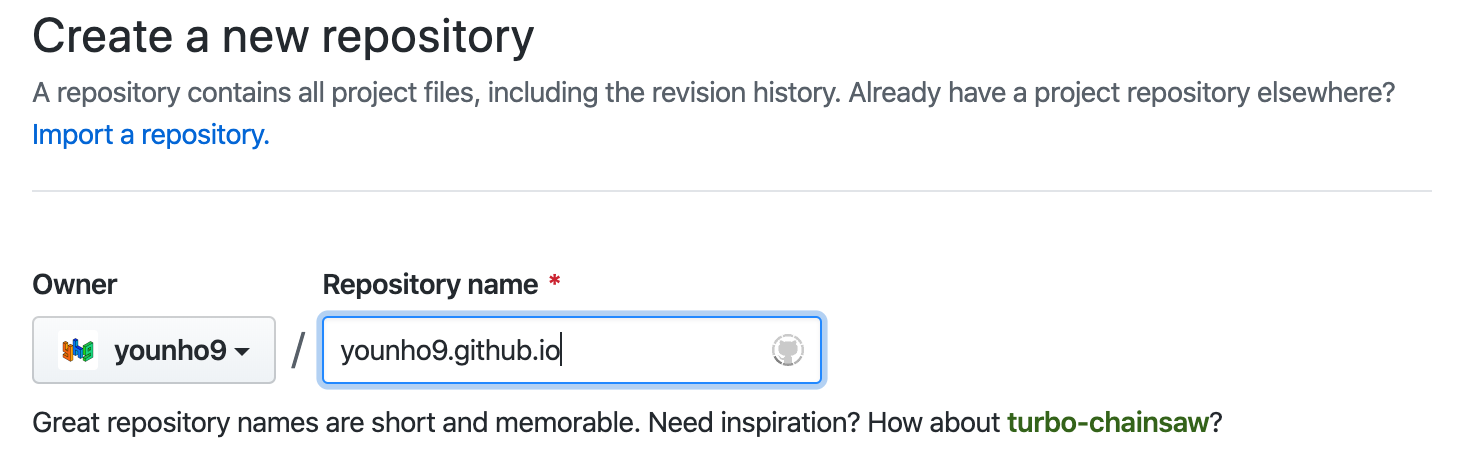 Create a new repository
A repository contains all project files, including the revision history. Already have a project repository elsewhere?
Import a repository.
Owner
Repository name *
younho9
/
younho9.github.io
Great repository names are short and memorable. Need inspiration? How about turbo-chainsaw?